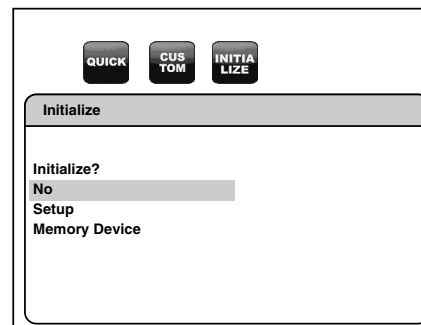 QUICK
CUS
TOM
INITIA
LIZE
Initialize
Initialize?
No
Setup
Memory Device